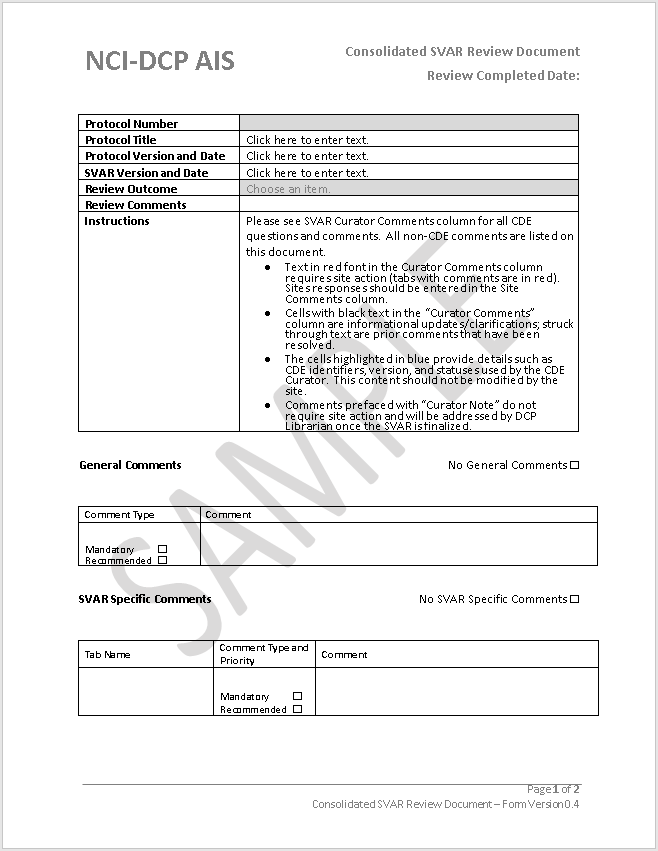 NCI-DCP AIS
Consolidated SVAR Review Document
Review Completed Date:
Protocol Number
Protocol Title Click here to enter text.
Protocol Version and Date Click here to enter text.
SVAR Version and Date Click here to enter text.
Review Outcome Choose an item.
Review Comments
Instructions Please see SVAR Curator Comments column for all CDE
questions and comments. All non-CDE comments are listed on
this document.
● Text in red font in the Curator Comments column
requires site action (tabs with comments are in red).
Sites responses should be entered in the Site
Comments column.
● Cells with black text in the “Curator Comments”
column are informational updates/clarifications; struck
through text are prior comments that have been
resolved.
● The cells highlighted in blue provide details such as
CDE identifiers, version, and statuses used by the CDE
Curator. This content should not be modified by the
site.
● Comments prefaced with “Curator Note” do not
require site action and will be addressed by DCP
Librarian once the SVAR is finalized.
SAMPLE
General Comments No General Comments ☐
Comment Type Comment
Mandatory ☐
Recommended ☐
SVAR Specific Comments No SVAR Specific Comments ☐
Tab Name Comment Type and Priority Comment
Mandatory ☐
Recommended ☐
Page 1 of 2
Consolidated SVAR Review Document – Form Version 0.4